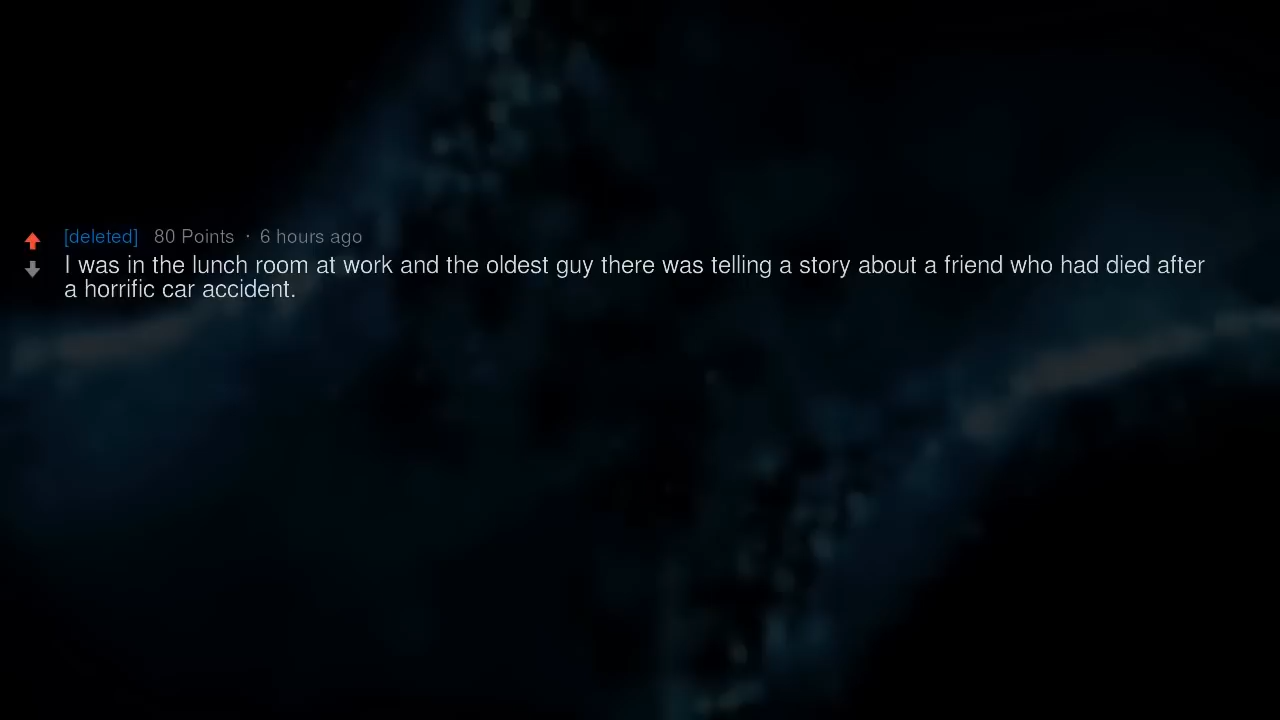 [deleted] 80 Points · 6 hours ago
I was in the lunch room at work and the oldest guy there was telling a story about a friend who had died after
a horrific car accident.